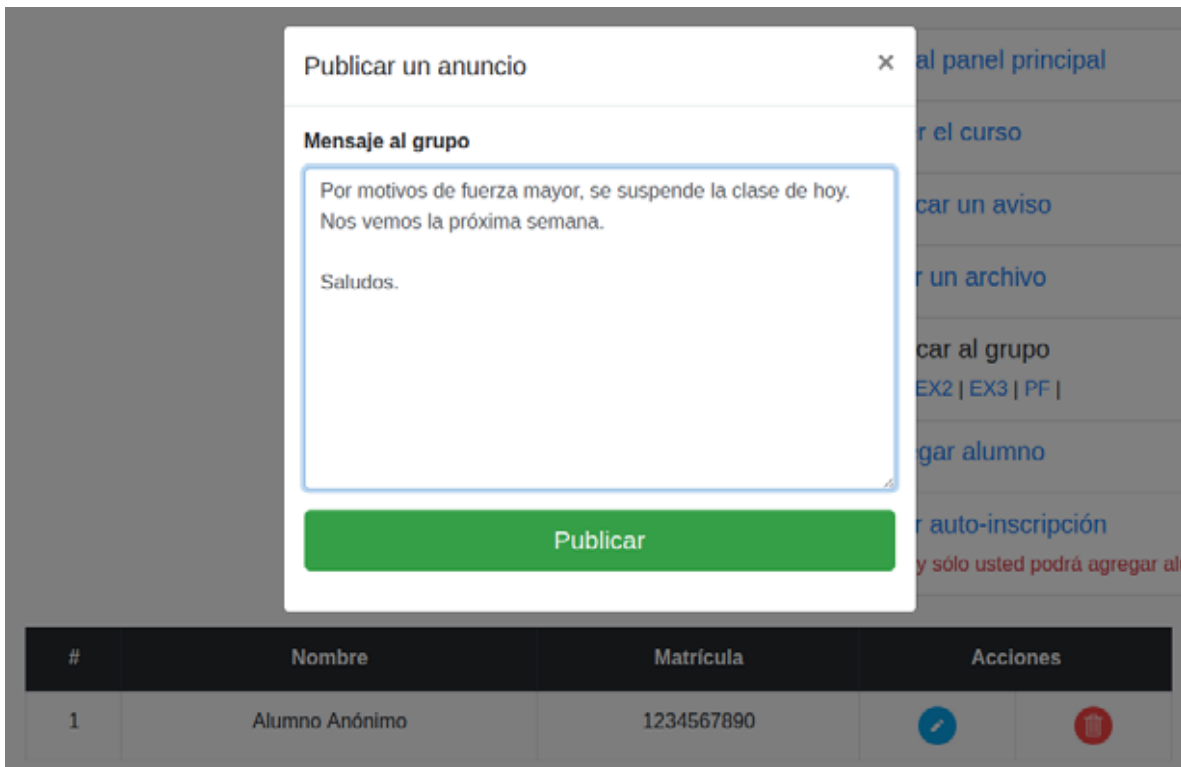 Publicar un anuncio
×
al panel principal
Mensaje al grupo
r el curso
Por motivos de fuerza mayor, se suspende la clase de hoy.
Nos vemos la próxima semana.
car un aviso
Saludos.
r un archivo
car al grupo
EX2 | EX3 | PF |
gar alumno
Publicar
r auto-inscripción
y sólo usted podrá agregar al
# Nombre Matrícula Acciones
1 Alumno Anónimo 1234567890